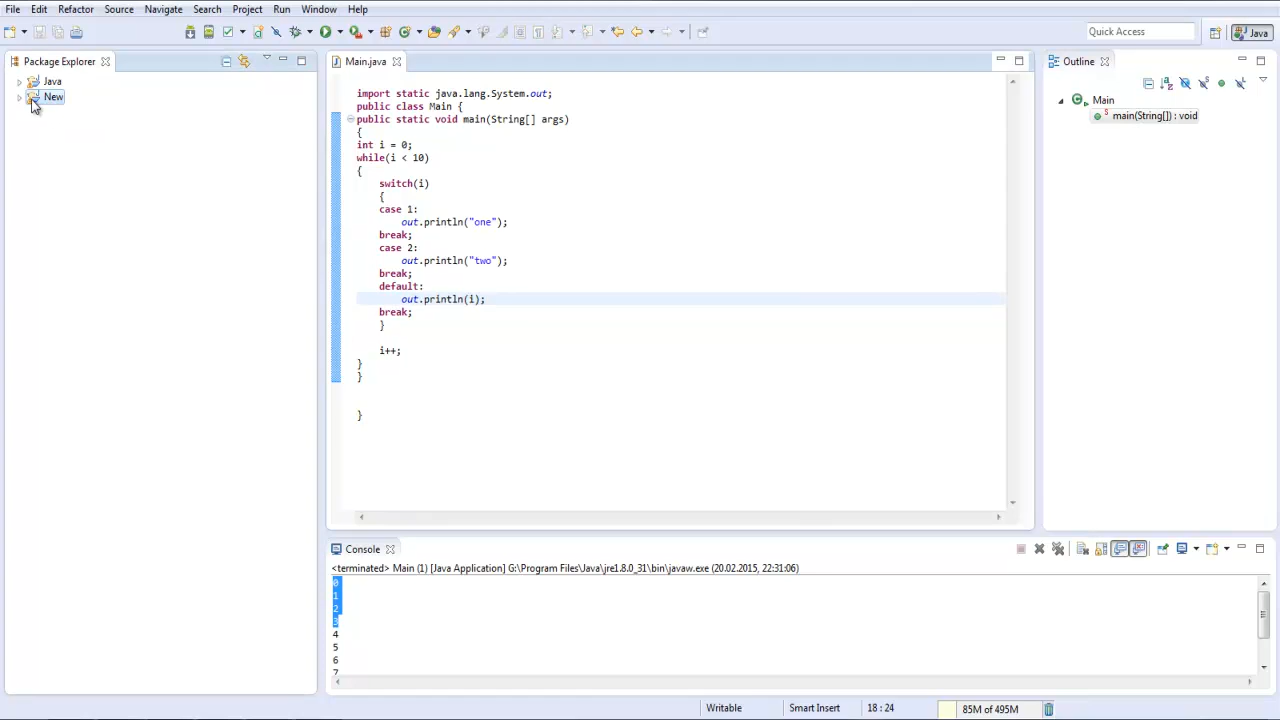 File Edit Refactor Source Navigate Search Project Run Window Help
Quick Access
Java
Package Explorer
Java
New
Main.java
import static java.lang.System.out;
public class Main {
public static void main(String[] args)
{
int i = 0;
while(i < 10)
{
switch(i)
{
case 1:
out.println("one");
break;
case 2:
out.println("two");
break;
default:
out.println(i);
break;
}
i++;
}
}
}
Outline
Main
main(String[]) : void
Console
<terminated> Main (1) [Java Application] G:\Program Files\Java\jre1.8.0_31\bin\javaw.exe (20.02.2015, 22:31:06)
0
1
2
3
4
5
6
7
Writable Smart Insert 18 : 24 85M of 495M